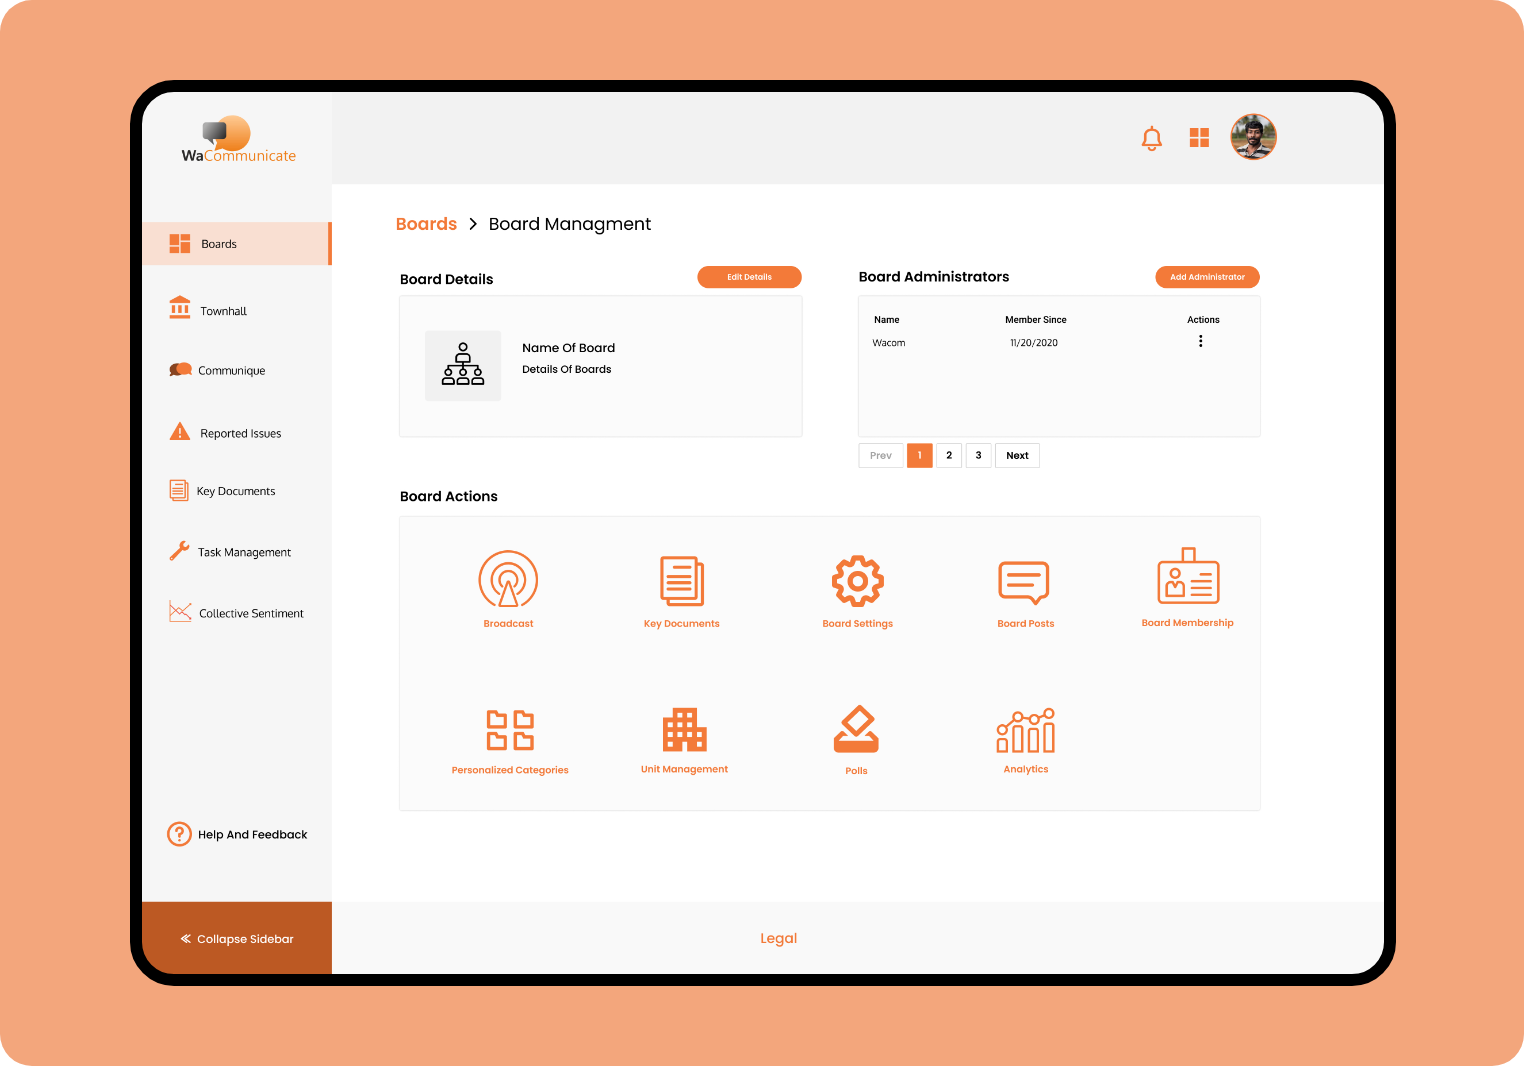 WaCommunicate
Boards
Townhall
Communique
Reported Issues
Key Documents
Task Management
Collective Sentiment
Help And Feedback
Collapse Sidebar
Boards > Board Managment
Board Details
Edit Details
Name Of Board
Details Of Boards
Board Administrators
Add Administrator
Name Member Since Actions
Wacom 11/20/2020
Prev 1 2 3 Next
Board Actions
Broadcast Key Documents Board Settings Board Posts Board Membership
Personalized Categories Unit Management Polls Analytics
Legal